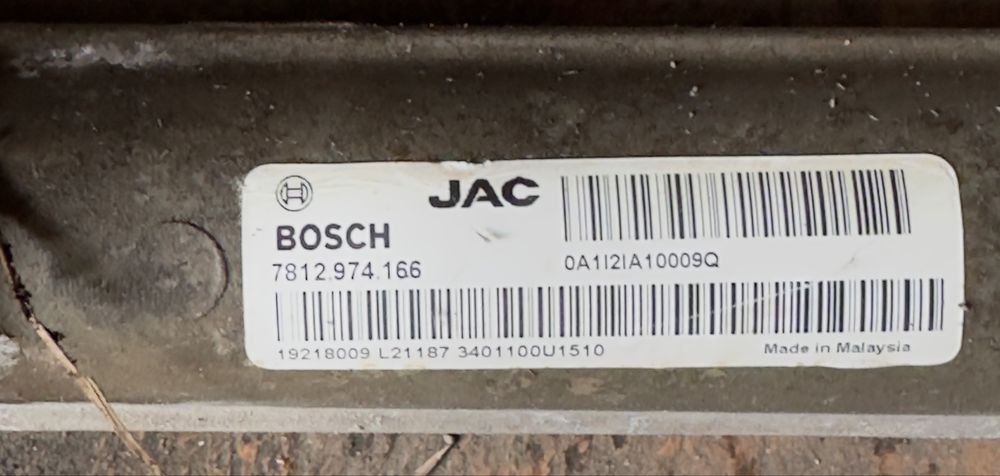 JAC
BOSCH
7812.974.166
0A1I2IA10009Q
19218009 L21187 3401100U1510
Made in Malaysia